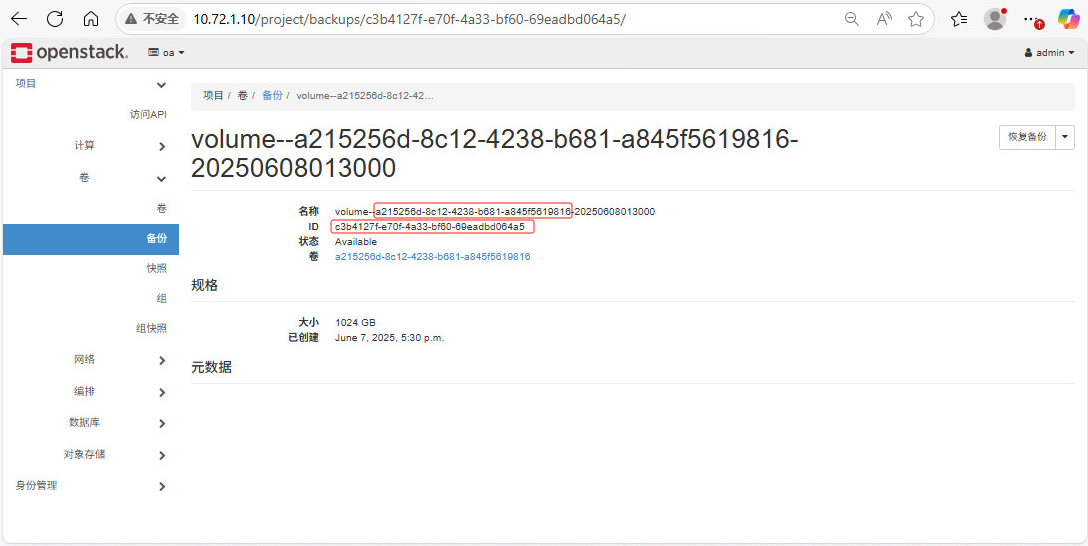 不安全 10.72.1.10/project/backups/c3b4127f-e70f-4a33-bf60-69eadbd064a5/
openstack. oa admin
项目
访问API
计算
卷
卷
备份
快照
组
组快照
网络
编排
数据库
对象存储
身份管理
项目 / 卷 / 备份 / volume--a215256d-8c12-42...
volume--a215256d-8c12-4238-b681-a845f5619816-
20250608013000
恢复备份
名称 volume--a215256d-8c12-4238-b681-a845f5619816-20250608013000
ID c3b4127f-e70f-4a33-bf60-69eadbd064a5
状态 Available
卷 a215256d-8c12-4238-b681-a845f5619816
规格
大小 1024 GB
已创建 June 7, 2025, 5:30 p.m.
元数据